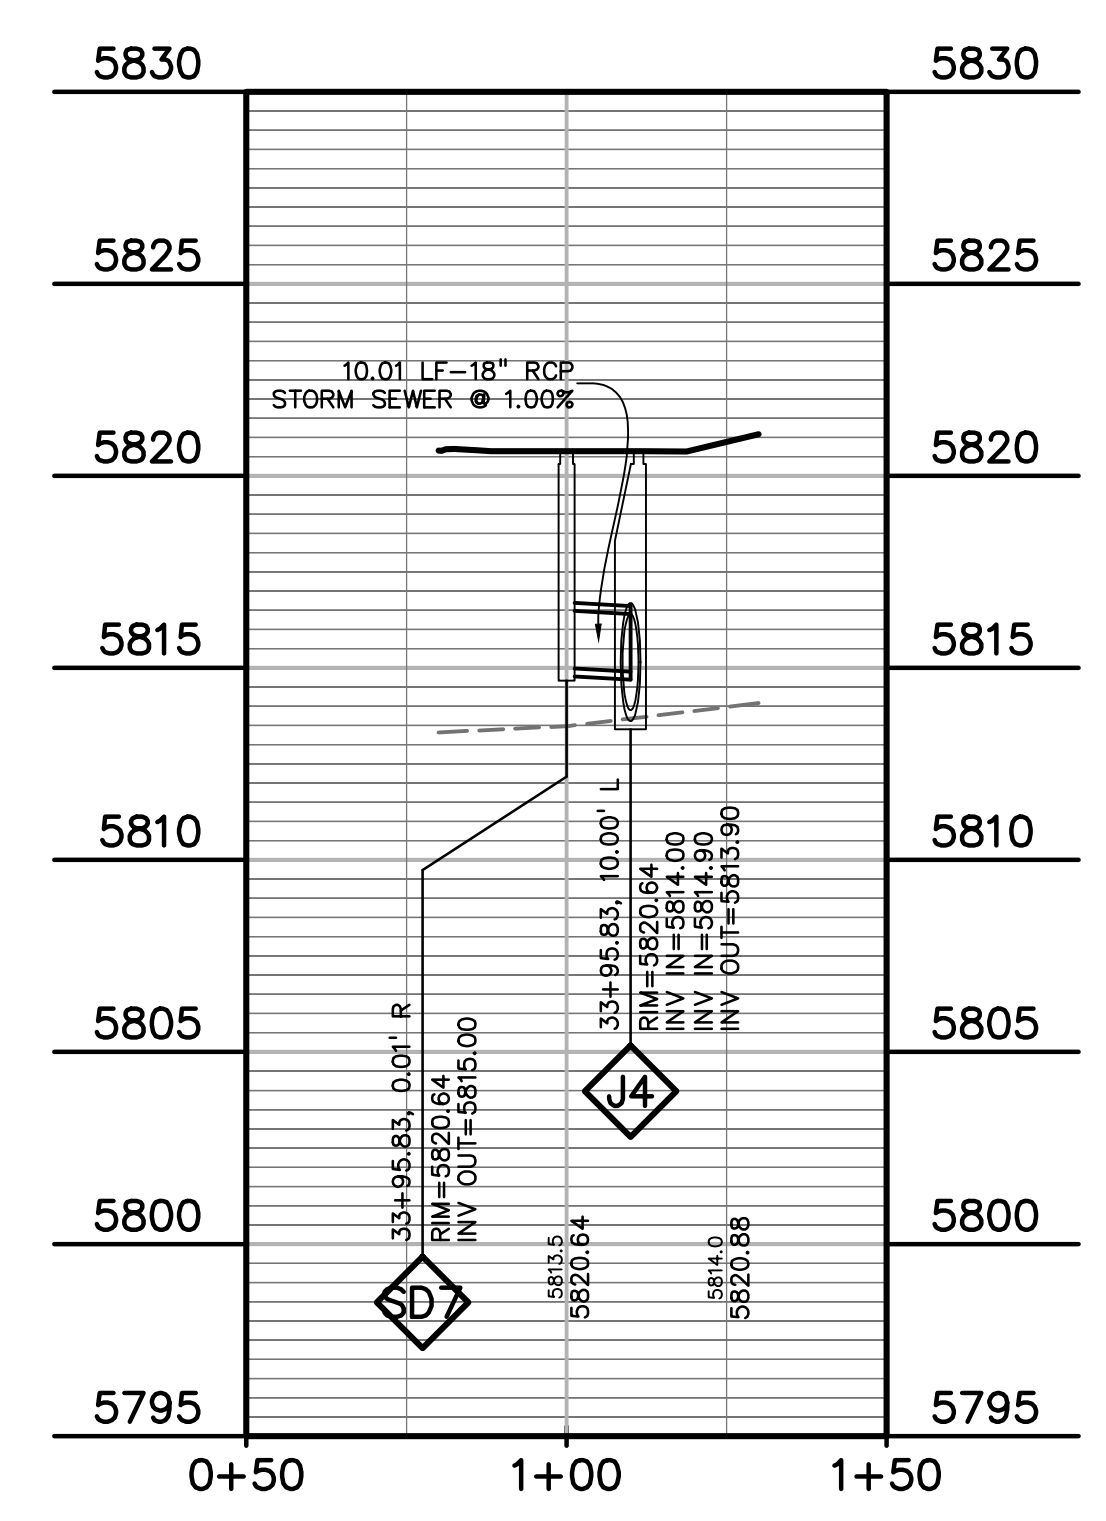 5830 5830
5825 5825
10.01 LF-18" RCP
STORM SEWER @ 1.00%
5820 5820
5815 5815
5810 5810
33+95.83, 10.00' L
RIM=5820.64
INV IN=5814.00
INV IN=5814.90
INV OUT=5813.90
5805 5805
J4
33+95.83, 0.01' R
RIM=5820.64
INV OUT=5815.00
5800 5800
SD7
5813.5
5820.64
5814.0
5820.88
5795 5795
0+50 1+00 1+50